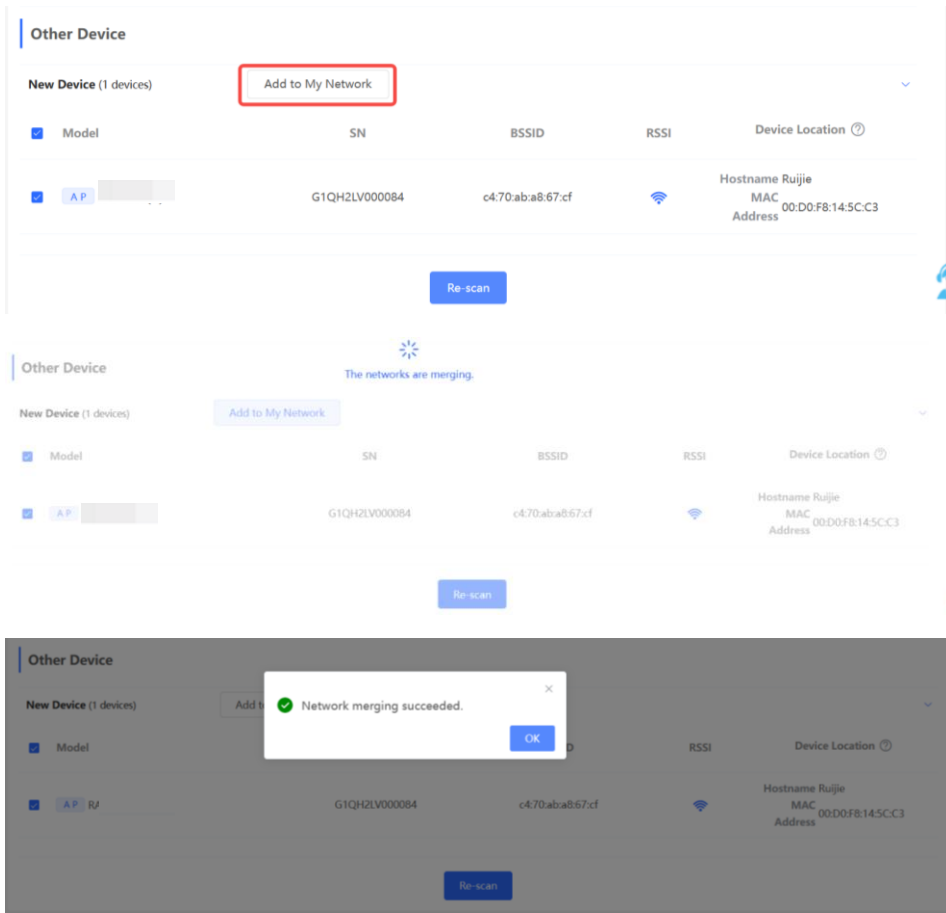 Other Device
New Device (1 devices) Add to My Network
Model SN BSSID RSSI Device Location
AP G1QH2LV000084 c4:70:ab:a8:67:cf Hostname Ruijie
MAC Address 00:D0:F8:14:5C:C3
Re-scan
The networks are merging.
Other Device
New Device (1 devices) Add to My Network
Model SN BSSID RSSI Device Location
AP G1QH2LV000084 c4:70:ab:a8:67:cf Hostname Ruijie
MAC Address 00:D0:F8:14:5C:C3
Re-scan
Other Device
Network merging succeeded.
New Device (1 devices) Add
OK
Model RSSI Device Location
AP G1QH2LV000084 c4:70:ab:a8:67:cf Hostname Ruijie
MAC Address 00:D0:F8:14:5C:C3
Re-scan